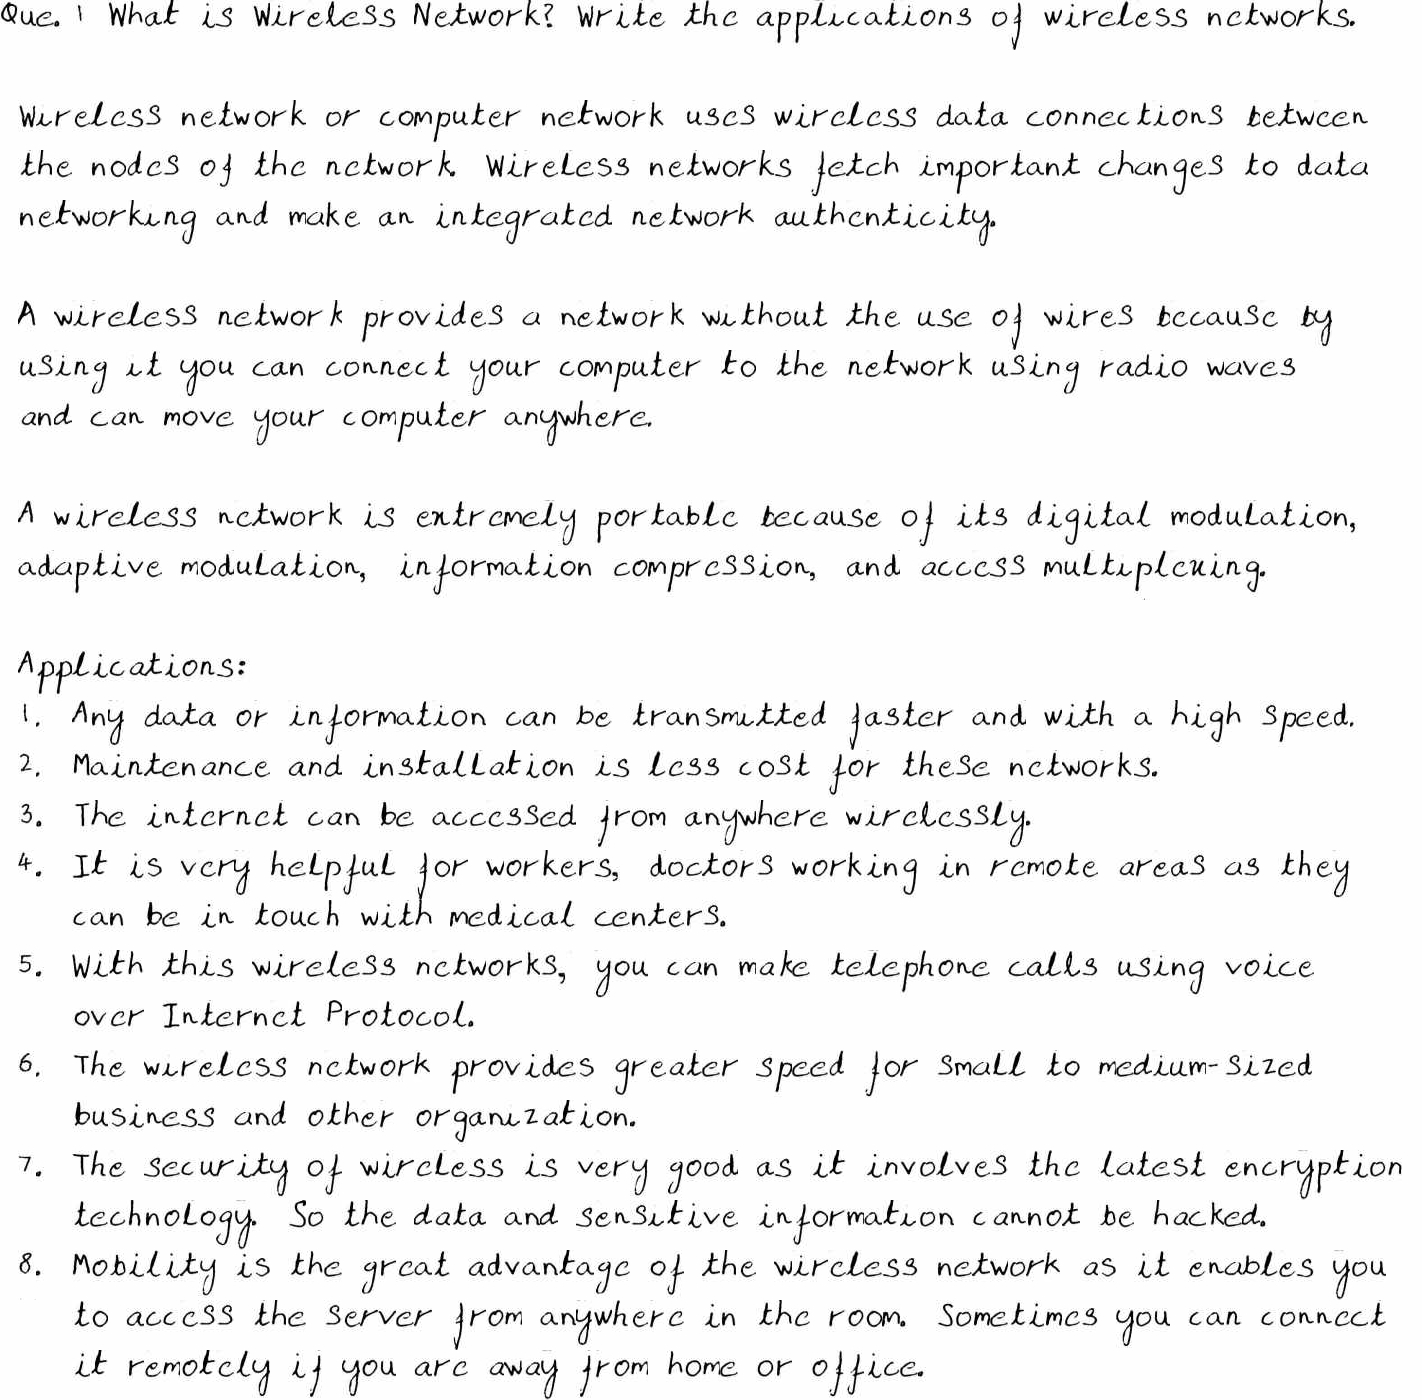 Que. 1 What is Wireless Network? Write the applications of wireless networks.
Wireless network or computer network uses wireless data connections between
the nodes of the network. Wireless networks fetch important changes to data
networking and make an integrated network authenticity.
A wireless network provides a network without the use of wires because by
using it you can connect your computer to the network using radio waves
and can move your computer anywhere.
A wireless network is extremely portable because of its digital modulation,
adaptive modulation, information compression, and access multiplexing.
Applications:
1. Any data or information can be transmitted faster and with a high speed.
2. Maintenance and installation is less cost for these networks.
3. The internet can be accessed from anywhere wirelessly.
4. It is very helpful for workers, doctors working in remote areas as they
can be in touch with medical centers.
5. With this wireless networks, you can make telephone calls using voice
over Internet Protocol.
6. The wireless network provides greater speed for small to medium-sized
business and other organization.
7. The security of wireless is very good as it involves the latest encryption
technology. So the data and sensitive information cannot be hacked.
8. Mobility is the great advantage of the wireless network as it enables you
to access the server from anywhere in the room. Sometimes you can connect
it remotely if you are away from home or office.